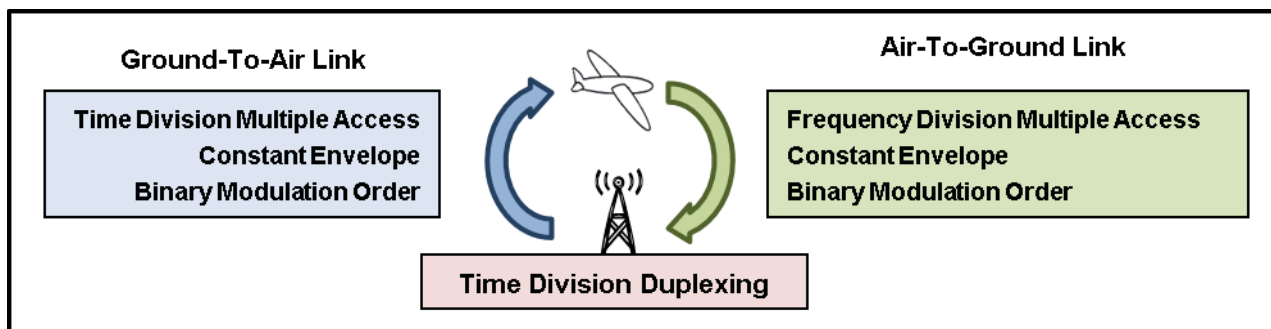 Ground-To-Air Link
Time Division Multiple Access
Constant Envelope
Binary Modulation Order
Air-To-Ground Link
Frequency Division Multiple Access
Constant Envelope
Binary Modulation Order
Time Division Duplexing